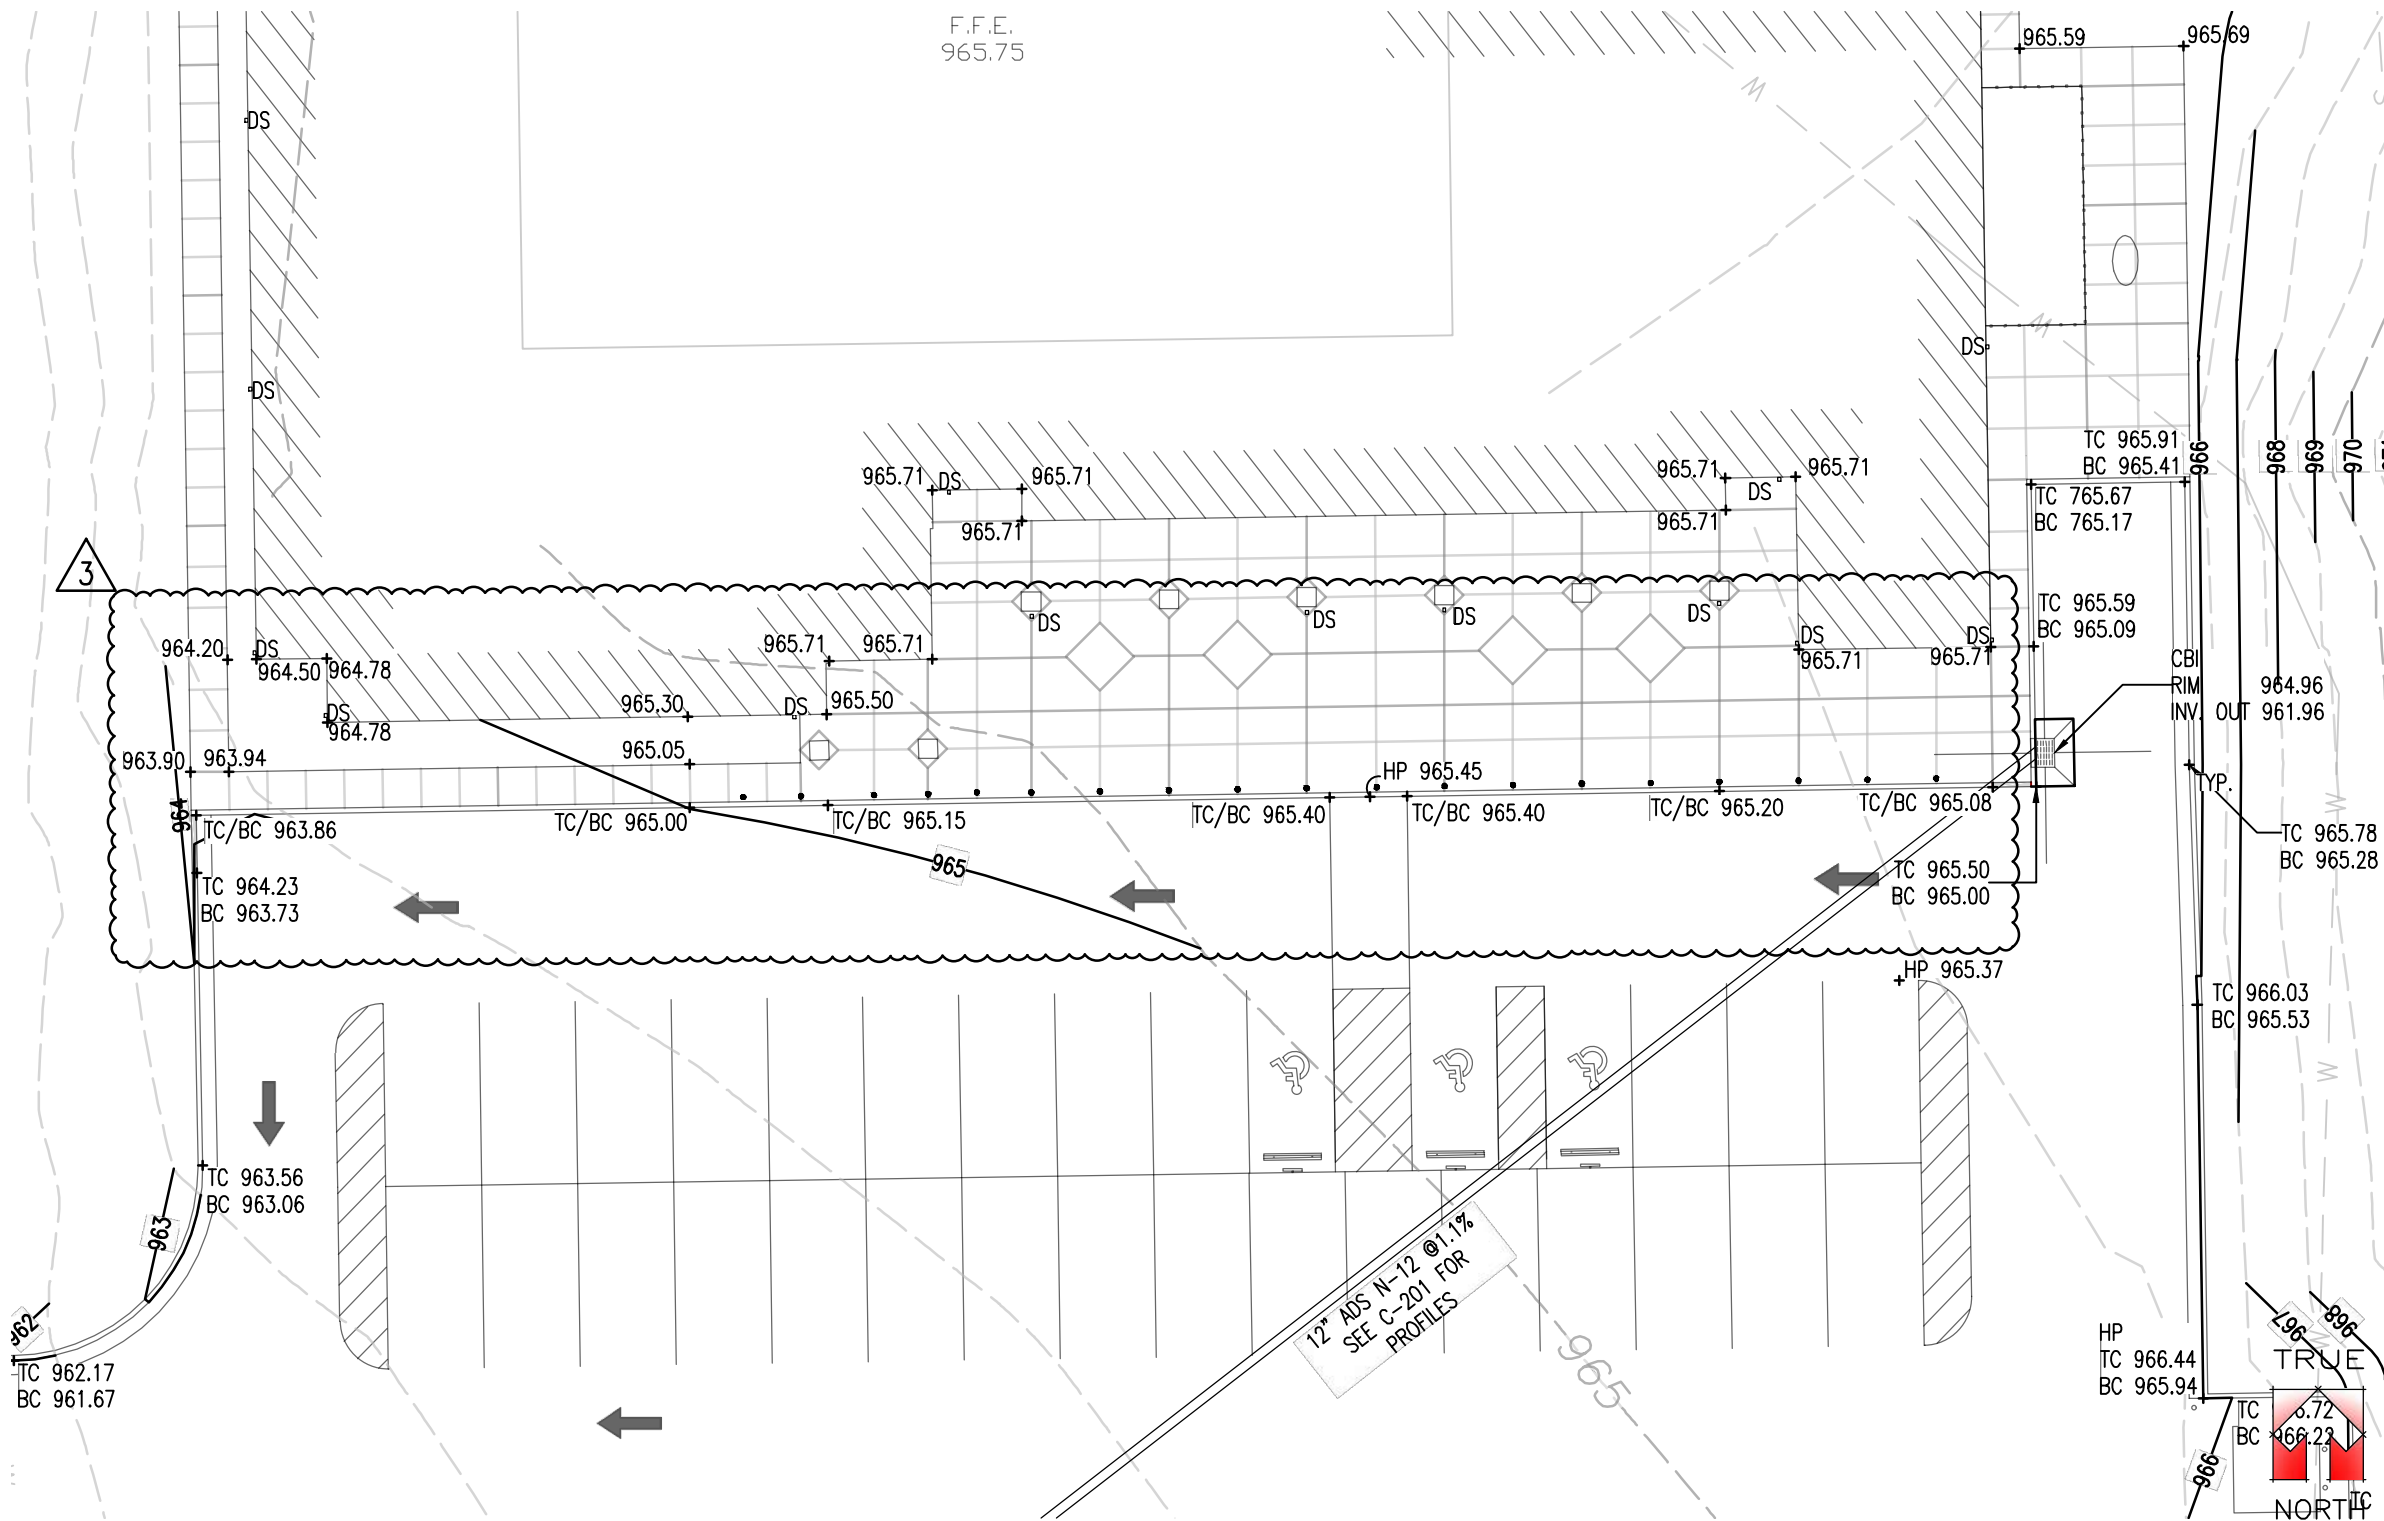 F.F.E.
965.75
965.59
965.69
W
DS
W
DS
DS
TC 965.91
BC 965.41
966
968
969
970
965.71
DS
965.71
965.71
DS
965.71
TC 765.67
BC 765.17
965.71
965.71
3
TC 965.59
BC 965.09
DS
DS
DS
DS
964.20
DS
964.50
964.78
965.71
965.71
DS
965.71
DS
965.71
CBI
RIM 964.96
INV. OUT 961.96
DS
964.78
965.30
DS
965.50
963.90
963.94
965.05
HP 965.45
TYP.
964
TC/BC 963.86
TC/BC 965.00
TC/BC 965.15
TC/BC 965.40
TC/BC 965.40
TC/BC 965.20
TC/BC 965.08
W
TC 965.78
BC 965.28
965
TC 964.23
BC 963.73
TC 965.50
BC 965.00
HP 965.37
TC 966.03
BC 965.53
W
TC 963.56
BC 963.06
963
12" ADS N-12 @1.1%
SEE C-201 FOR
PROFILES
962
TC 962.17
BC 961.67
965
HP
TC 966.44
BC 965.94
967
968
W
TRUE
TC
BC 966.22
966
NORTH
TC